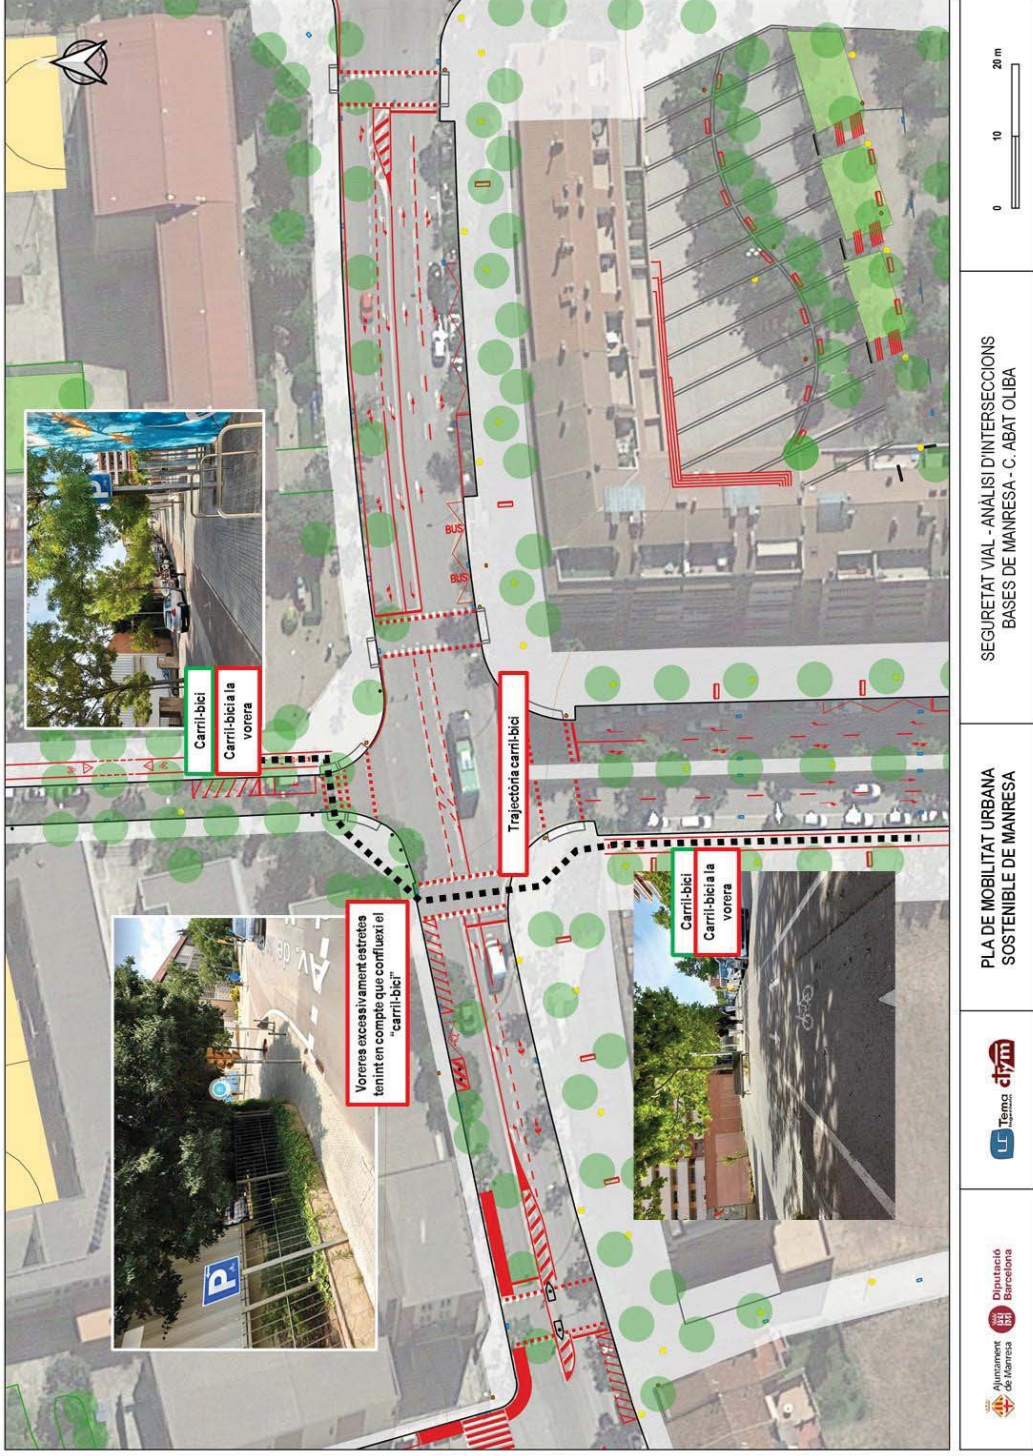 Carril-bici
Carril-bici a la
vorera
P
Voreres excessivament estretes
tenint en compte que conflueixi el
"carril-bici"
P
Av. de
Trajectòria carril-bici
BUS
BUS
Carril-bici
Carril-bici a la
vorera
Ajuntament
de Manresa
Diputació
Barcelona
Tema
dym
PLA DE MOBILITAT URBANA
SOSTENIBLE DE MANRESA
SEGURETAT VIAL - ANÀLISI D'INTERSECCIONS
BASES DE MANRESA - C. ABAT OLIBA
0
10
20 m